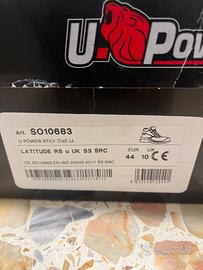 U-Pow
Art. SO10683
U POWER STEP ONE-U-
LATITUDE RS u UK S3 SRC
CE SO10683 EN ISO 20345:2011 S3 SRC
EUR UK
44 10 CE